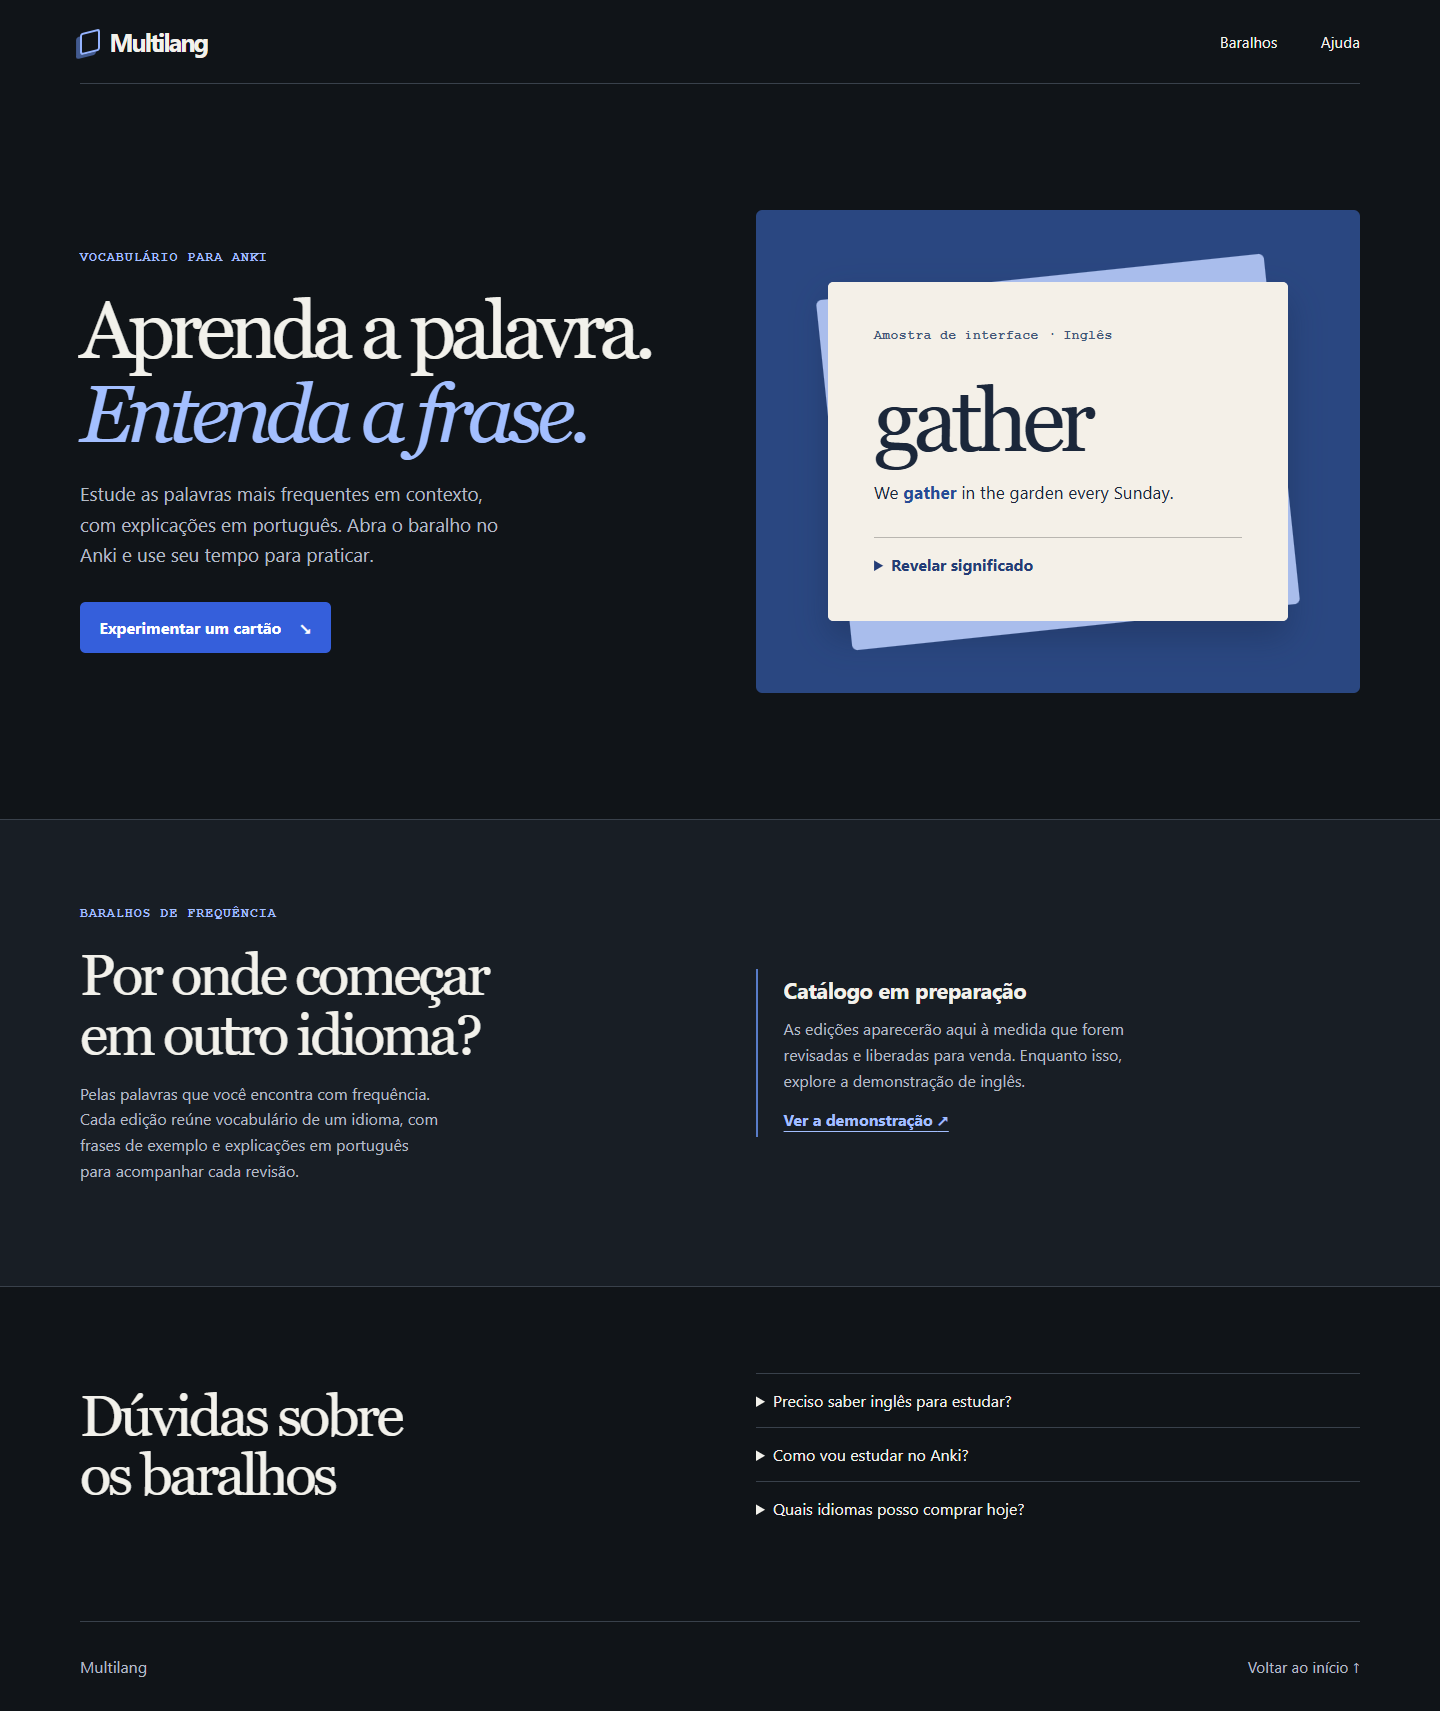 Multilang
Baralhos
Ajuda
VOCABULÁRIO PARA ANKI
Aprenda a palavra.
Entenda a frase.
Estude as palavras mais frequentes em contexto,
com explicações em português. Abra o baralho no
Anki e use seu tempo para praticar.
Experimentar um cartão ↘
Amostra de interface · Inglês
gather
We gather in the garden every Sunday.
▶ Revelar significado
BARALHOS DE FREQUÊNCIA
Por onde começar
em outro idioma?
Pelas palavras que você encontra com frequência.
Cada edição reúne vocabulário de um idioma, com
frases de exemplo e explicações em português
para acompanhar cada revisão.
Catálogo em preparação
As edições aparecerão aqui à medida que forem
revisadas e liberadas para venda. Enquanto isso,
explore a demonstração de inglês.
Ver a demonstração ↗
Dúvidas sobre
os baralhos
▶ Preciso saber inglês para estudar?
▶ Como vou estudar no Anki?
▶ Quais idiomas posso comprar hoje?
Multilang
Voltar ao início ↑